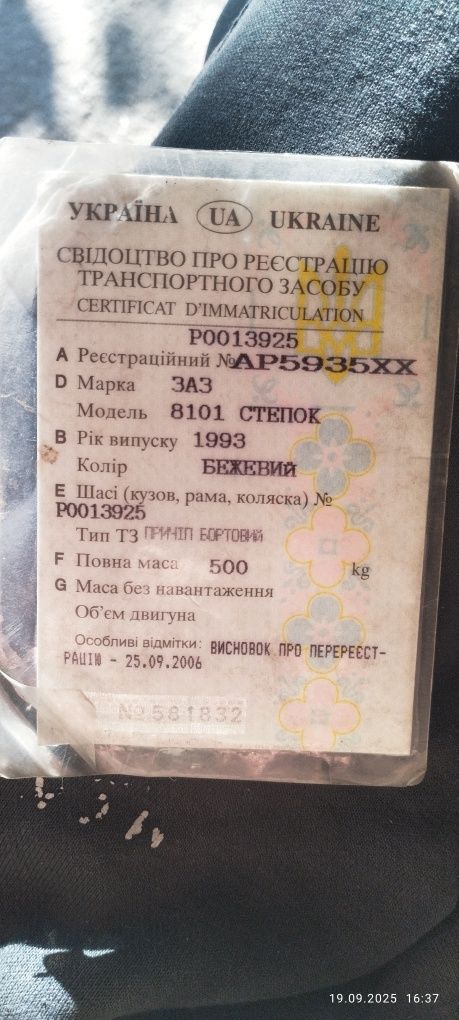 УКРАЇНА UA UKRAINE
СВІДОЦТВО ПРО РЕЄСТРАЦІЮ
ТРАНСПОРТНОГО ЗАСОБУ
CERTIFICAT D'IMMATRICULATION
P0013925
A Реєстраційний № AP5935XX
D Марка ЗАЗ
Модель 8101 СТЕПОК
B Рік випуску 1993
Колір БЕЖЕВИЙ
E Шасі (кузов, рама, коляска) №
P0013925
Тип ТЗ ПРИЧІП БОРТОВИЙ
F Повна маса 500 kg
G Маса без навантаження
Об'єм двигуна
Особливі відмітки: ВИСНОВОК ПРО ПЕРЕРЕЄСТ-
РАЦІЮ - 25.09.2006
№ 581832
19.09.2025 16:37